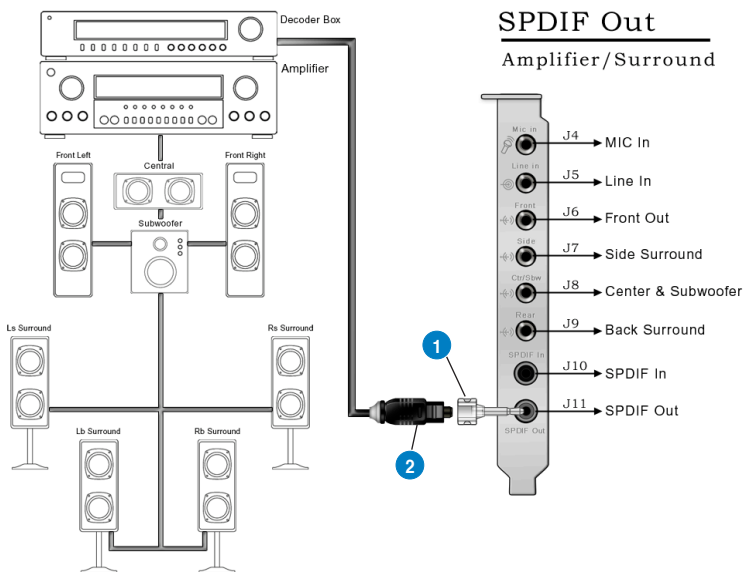 SPDIF Out
Amplifier/Surround
Decoder Box
Amplifier
Front Left
Central
Front Right
Subwoofer
Ls Surround
Rs Surround
Lb Surround
Rb Surround
1
2
Mic in
J4
MIC In
Line in
J5
Line In
Front
J6
Front Out
Side
J7
Side Surround
Ctr/Sbw
J8
Center & Subwoofer
Rear
J9
Back Surround
SPDIF In
J10
SPDIF In
J11
SPDIF Out
SPDIF Out